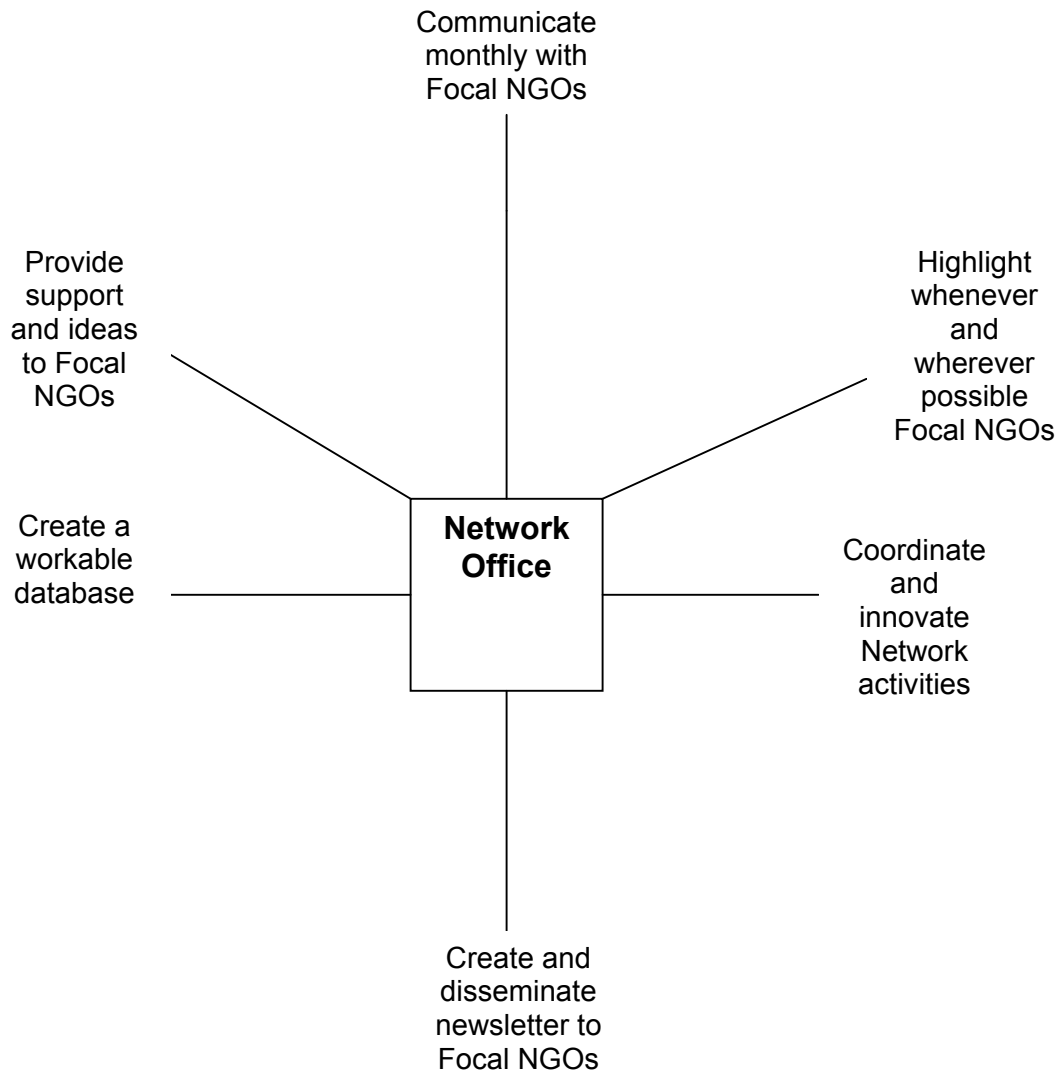 Communicate
monthly with
Focal NGOs
Provide
support
and ideas
to Focal
NGOs
Highlight
whenever
and
wherever
possible
Focal NGOs
Create a
workable
database
Network
Office
Coordinate
and
innovate
Network
activities
Create and
disseminate
newsletter to
Focal NGOs